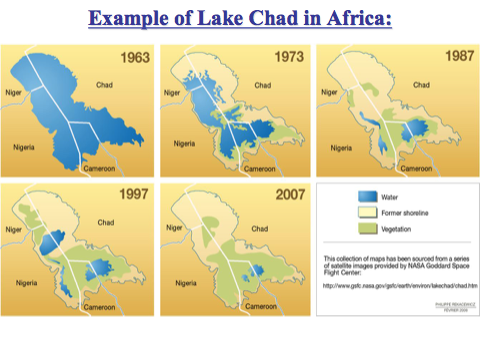 Example of Lake Chad in Africa:
1963
Niger
Chad
Nigeria
Cameroon
1973
Niger
Chad
Nigeria
Cameroon
1987
Niger
Chad
Nigeria
Cameroon
1997
Niger
Chad
Nigeria
Cameroon
2007
Niger
Chad
Nigeria
Cameroon
Water
Former shoreline
Vegetation
This collection of maps has been sourced from a series
of satellite images provided by NASA Goddard Space
Flight Center:
http://www.gsfc.nasa.gov/gsfc/earth/environ/lakechad/chad.htm
PHILIPPE REKACEWICZ
FÉVRIER 2008